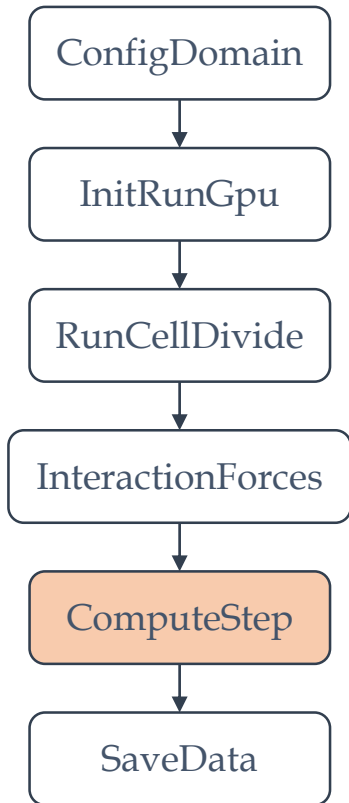 ConfigDomain
InitRunGpu
RunCellDivide
InteractionForces
ComputeStep
SaveData